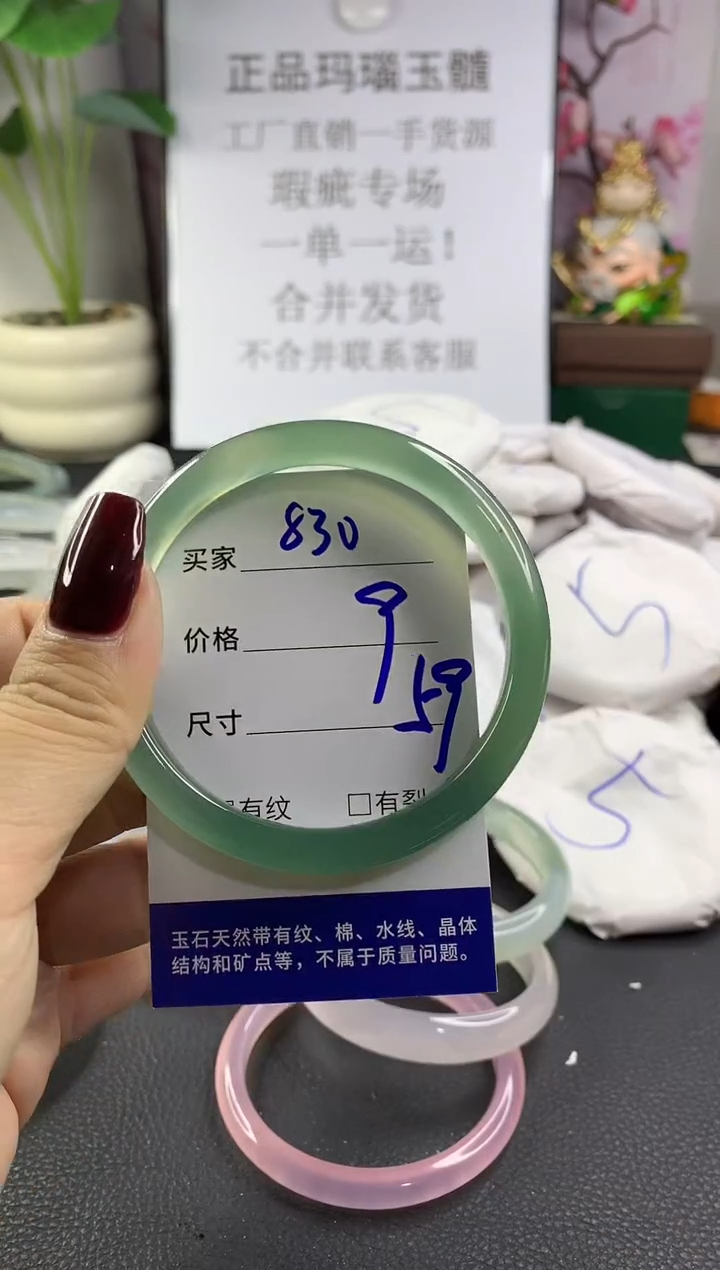 正品玛瑙玉髓
工厂直销一手货源
瑕疵专场
一单一运！
合并发货
不合并联系客服
买家 830
价格 9
尺寸 59
有纹 □有裂
玉石天然带有纹、棉、水线、晶体
结构和矿点等，不属于质量问题。
5
5